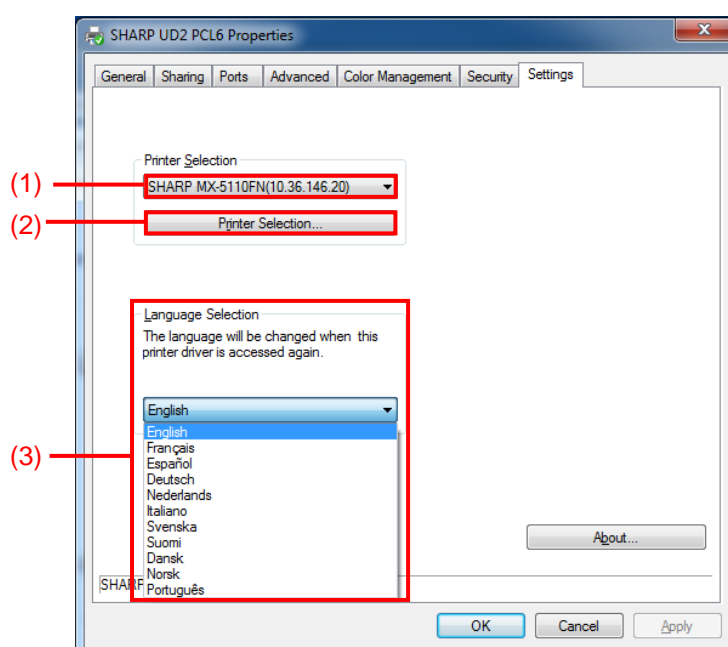 SHARP UD2 PCL6 Properties
X
General Sharing Ports Advanced Color Management Security Settings
Printer Selection
(1)
SHARP MX-5110FN(10.36.146.20)
(2)
Printer Selection...
Language Selection
The language will be changed when this
printer driver is accessed again.
English
English
Français
(3)
Español
Deutsch
Nederlands
Italiano
Svenska
Suomi
About...
Dansk
Norsk
SHARP
Português
OK Cancel Apply